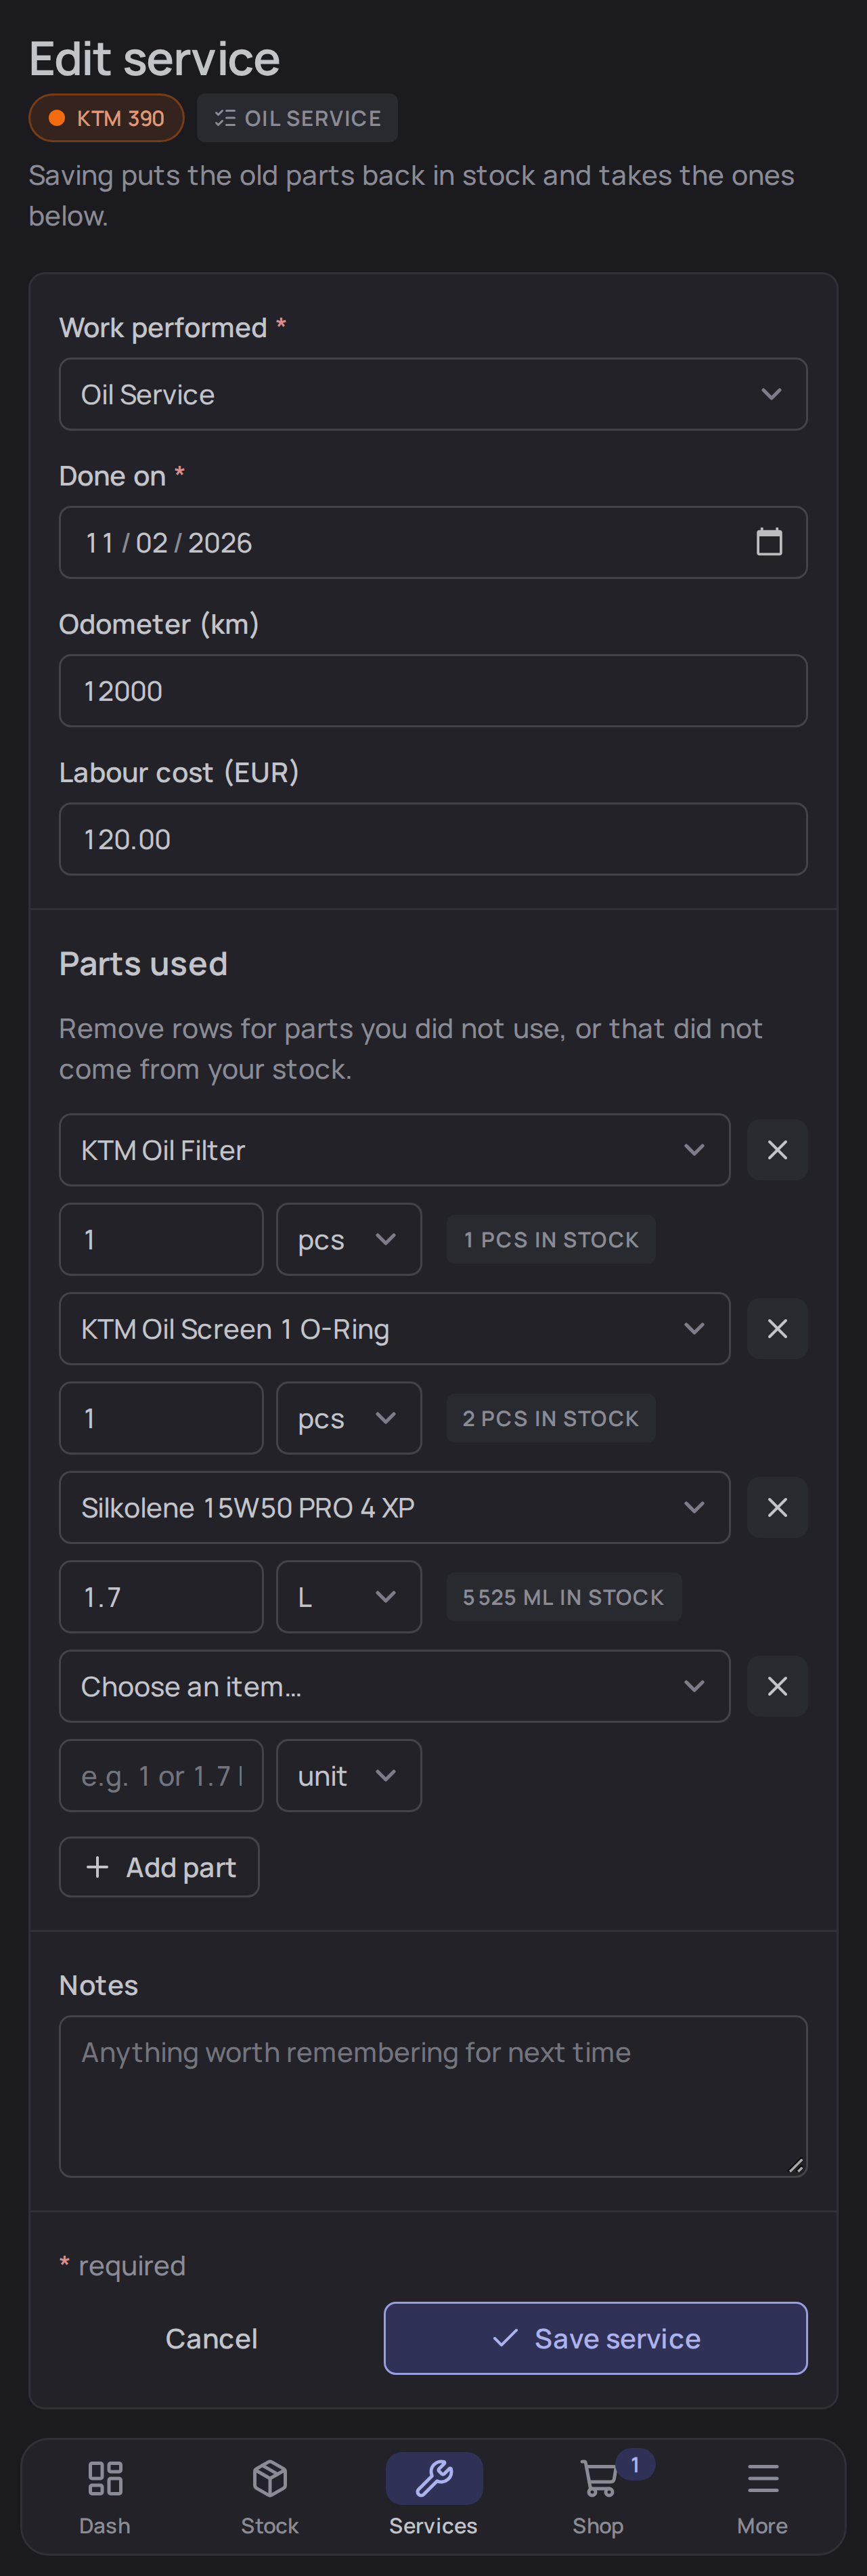 Edit service
KTM 390
OIL SERVICE
Saving puts the old parts back in stock and takes the ones
below.
Work performed *
Oil Service
Done on *
11 / 02 / 2026
Odometer (km)
12000
Labour cost (EUR)
120.00
Parts used
Remove rows for parts you did not use, or that did not
come from your stock.
KTM Oil Filter
1 pcs 1 PCS IN STOCK
KTM Oil Screen 1 O-Ring
1 pcs 2 PCS IN STOCK
Silkolene 15W50 PRO 4 XP
1.7 L 5 525 ML IN STOCK
Choose an item...
e.g. 1 or 1.7 unit
Add part
Notes
Anything worth remembering for next time
* required
Cancel Save service
1
Dash Stock Services Shop More